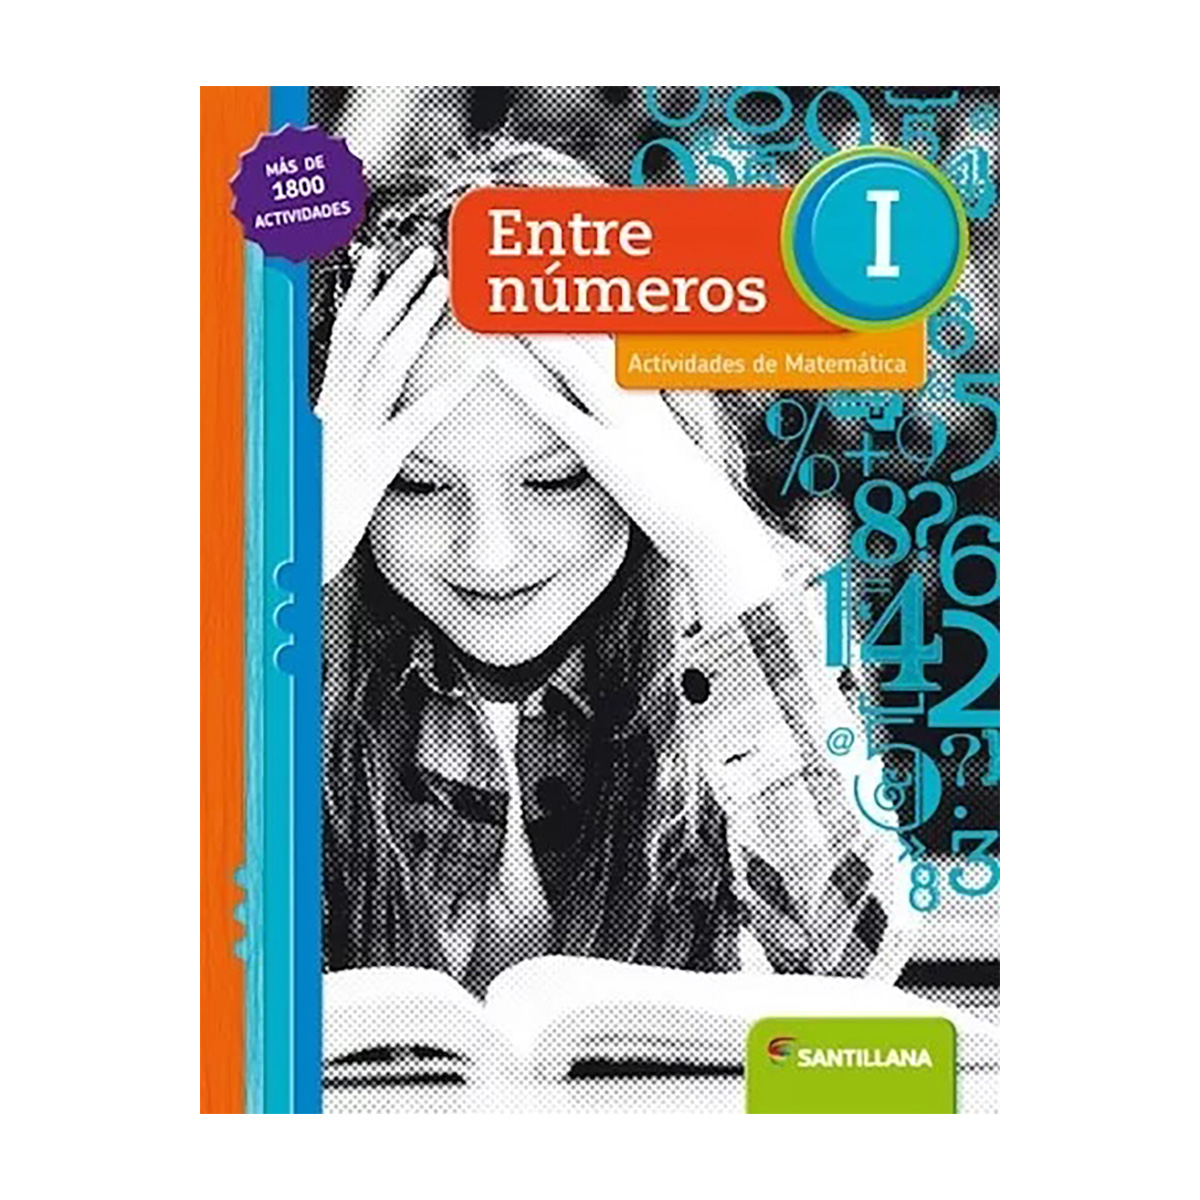 MÁS DE
1800
ACTIVIDADES
Entre
números
I
Actividades de Matemática
SANTILLANA